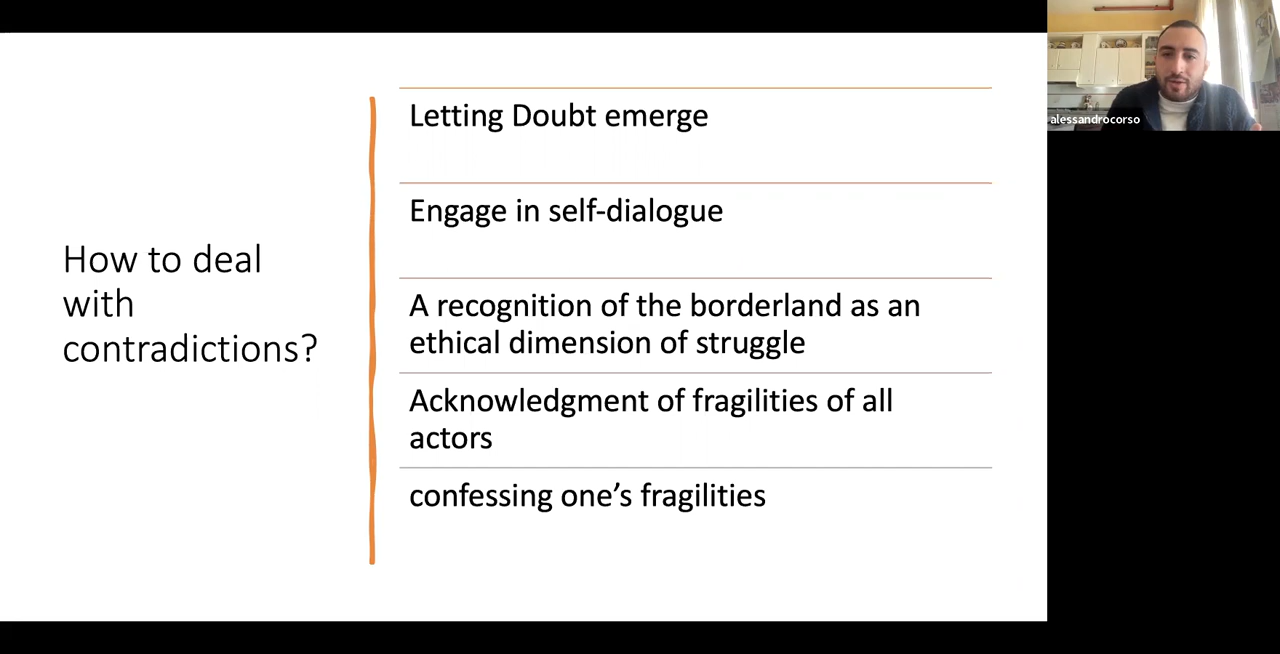 How to deal
with
contradictions?
Letting Doubt emerge
Engage in self-dialogue
A recognition of the borderland as an
ethical dimension of struggle
Acknowledgment of fragilities of all
actors
confessing one’s fragilities
alessandrocorso